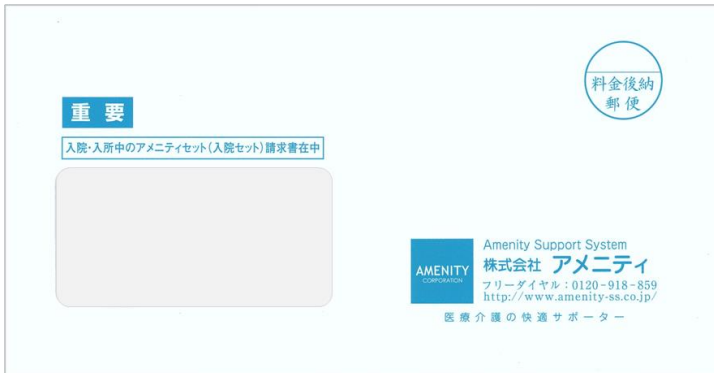 料金後納
郵便
重要
入院・入所中のアメニティセット(入院セット)請求書在中
AMENITY
CORPORATION
Amenity Support System
株式会社 アメニティ
フリーダイヤル:0120-918-859
http://www.amenity-ss.co.jp/
医療介護の快適サポーター